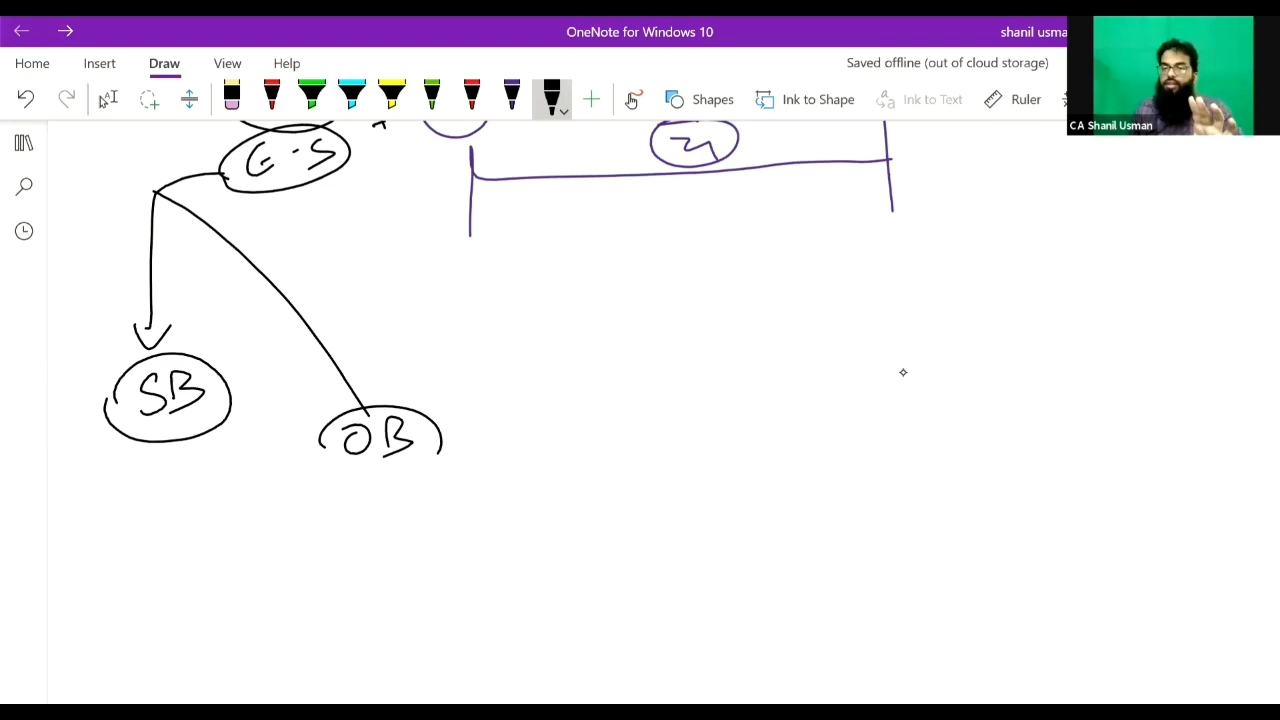 OneNote for Windows 10
shanil usma
Home
Insert
Draw
View
Help
Saved offline (out of cloud storage)
Shapes
Ink to Shape
Ink to Text
Ruler
CA Shanil Usman
G-S
SB
OB